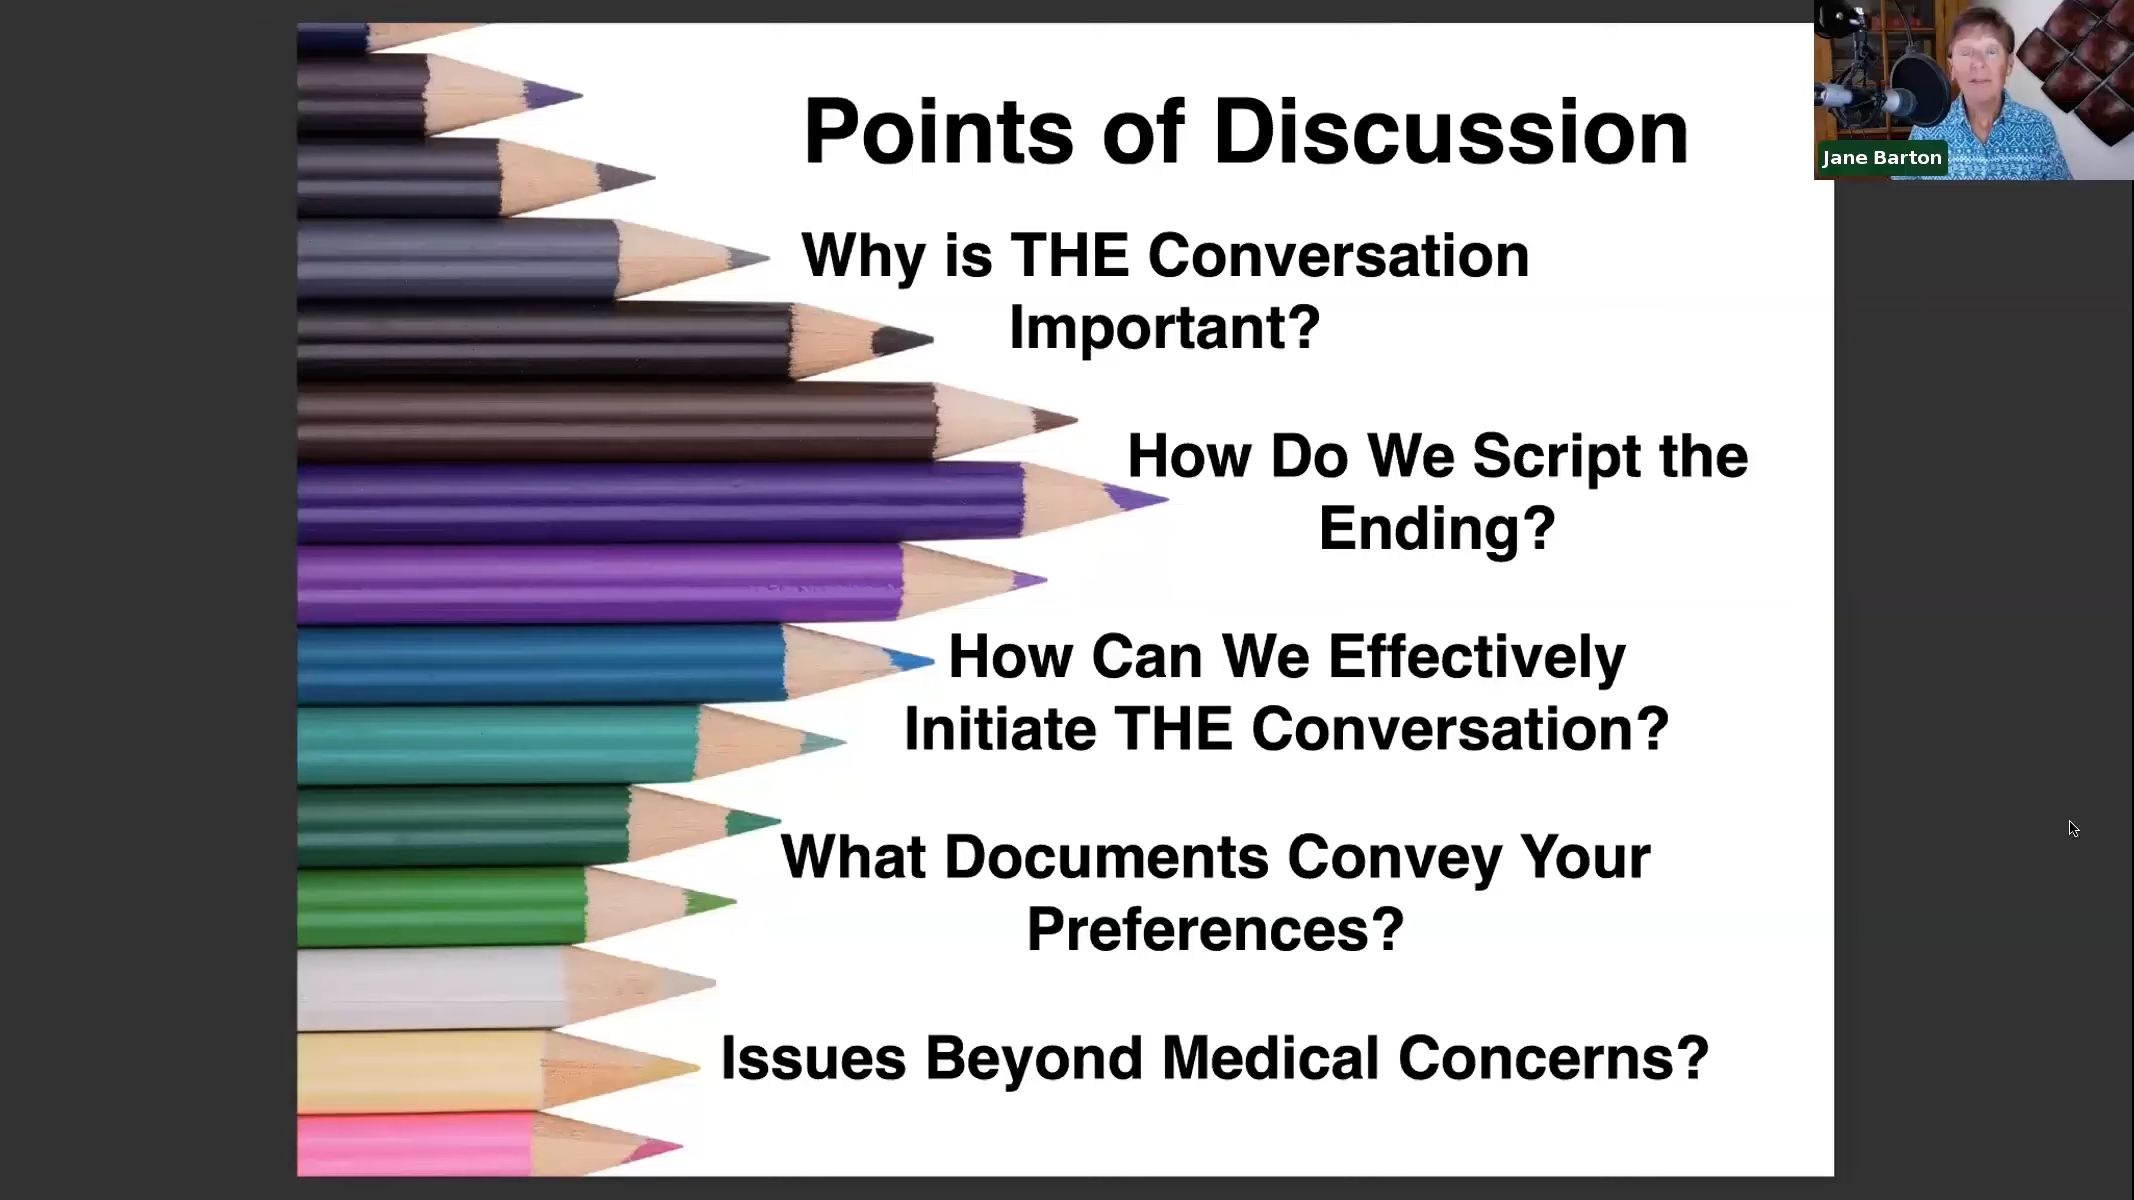 Points of Discussion
Why is THE Conversation
Important?
How Do We Script the
Ending?
How Can We Effectively
Initiate THE Conversation?
What Documents Convey Your
Preferences?
Issues Beyond Medical Concerns?
Jane Barton